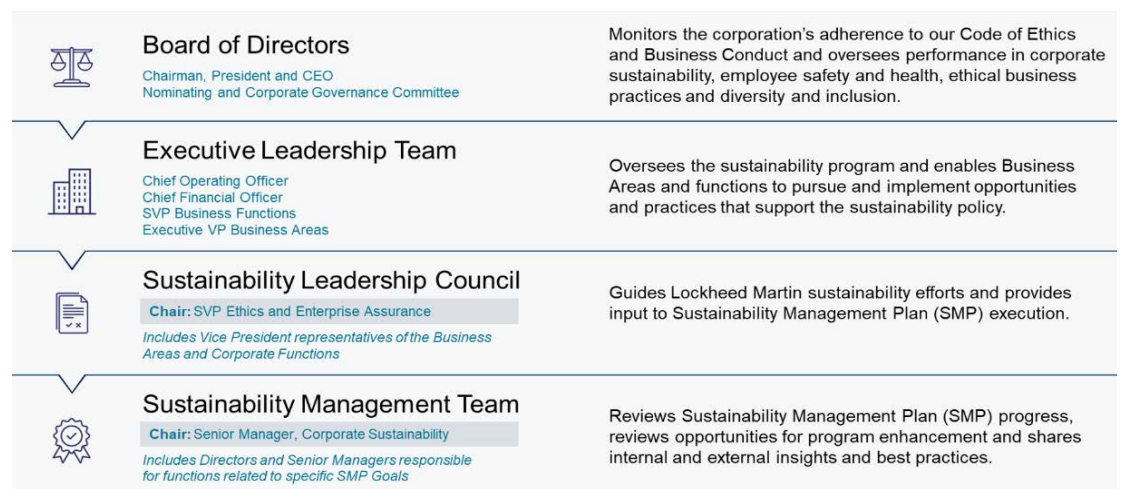 Board of Directors
Chairman, President and CEO
Nominating and Corporate Governance Committee
Monitors the corporation's adherence to our Code of Ethics
and Business Conduct and oversees performance in corporate
sustainability, employee safety and health, ethical business
practices and diversity and inclusion.
Executive Leadership Team
Chief Operating Officer
Chief Financial Officer
SVP Business Functions
Executive VP Business Areas
Oversees the sustainability program and enables Business
Areas and functions to pursue and implement opportunities
and practices that support the sustainability policy.
Sustainability Leadership Council
Chair: SVP Ethics and Enterprise Assurance
Includes Vice President representatives of the Business
Areas and Corporate Functions
Guides Lockheed Martin sustainability efforts and provides
input to Sustainability Management Plan (SMP) execution.
Sustainability Management Team
Chair: Senior Manager, Corporate Sustainability
Includes Directors and Senior Managers responsible
for functions related to specific SMP Goals
Reviews Sustainability Management Plan (SMP) progress,
reviews opportunities for program enhancement and shares
internal and external insights and best practices.